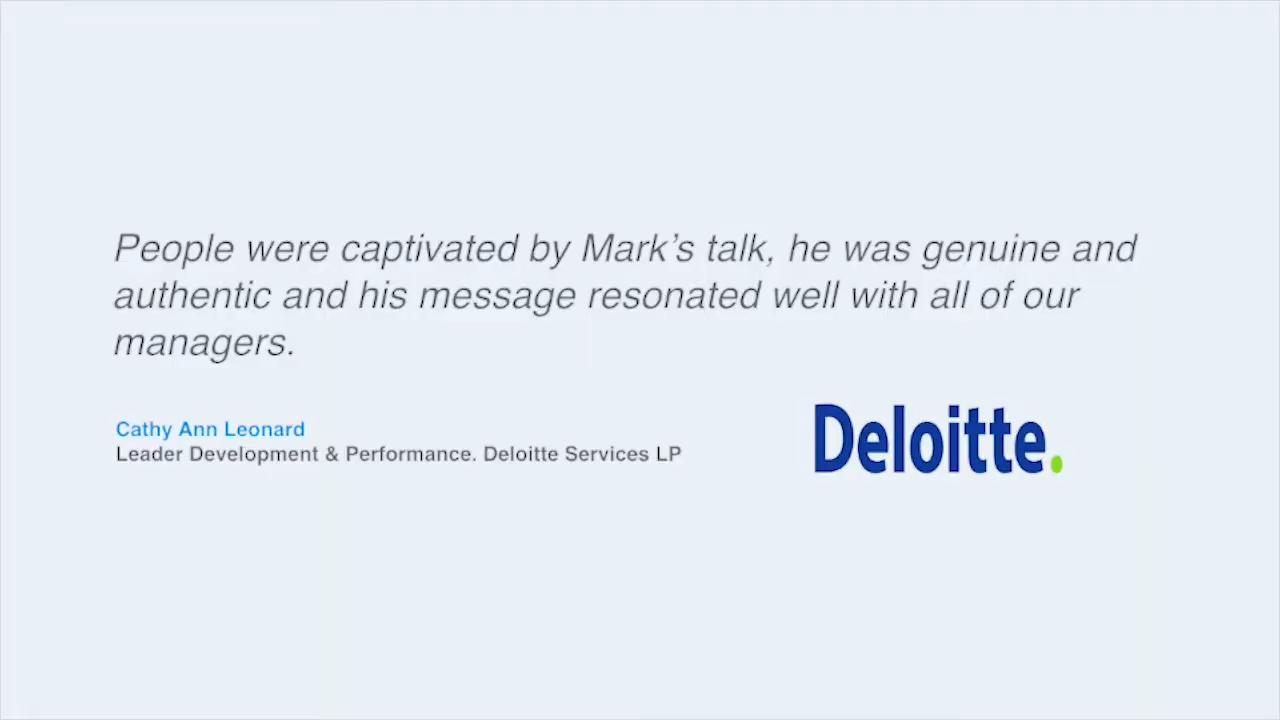 People were captivated by Mark’s talk, he was genuine and
authentic and his message resonated well with all of our
managers.
Cathy Ann Leonard
Leader Development & Performance. Deloitte Services LP
Deloitte.